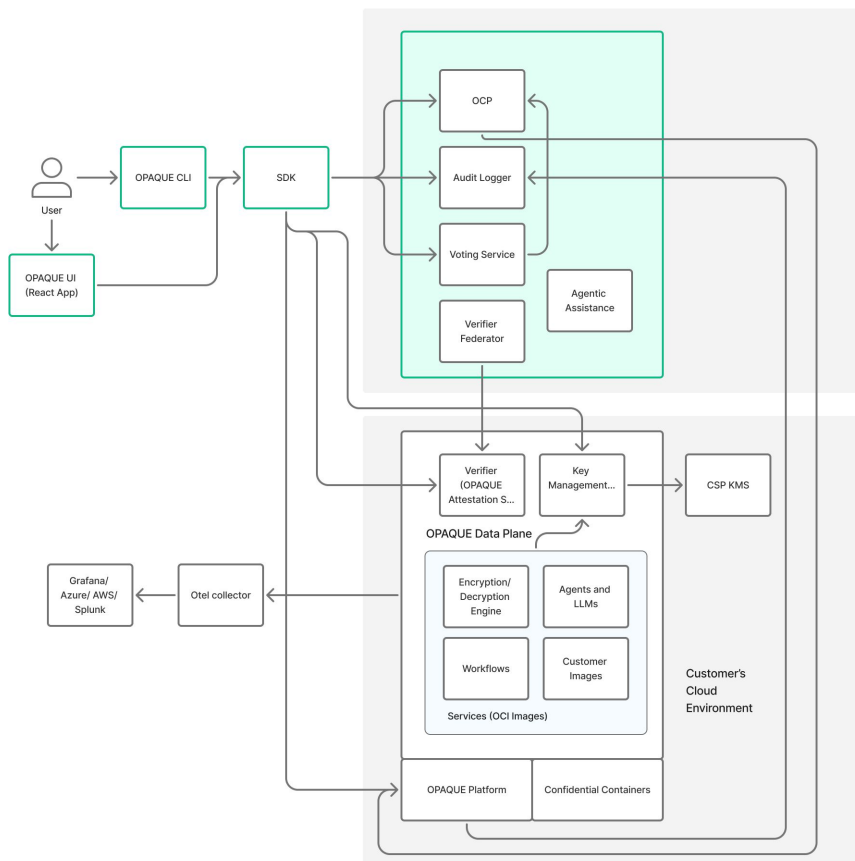 OCP
OPAQUE CLI
SDK
Audit Logger
User
Voting Service
OPAQUE UI
(React App)
Agentic
Assistance
Verifier
Federator
Verifier
(OPAQUE
Attestation S...
Key
Management...
CSP KMS
OPAQUE Data Plane
Grafana/
Azure/ AWS/
Splunk
Otel collector
Encryption/
Decryption
Engine
Agents and
LLMs
Workflows
Customer
Images
Services (OCI Images)
Customer’s
Cloud
Environment
OPAQUE Platform
Confidential Containers